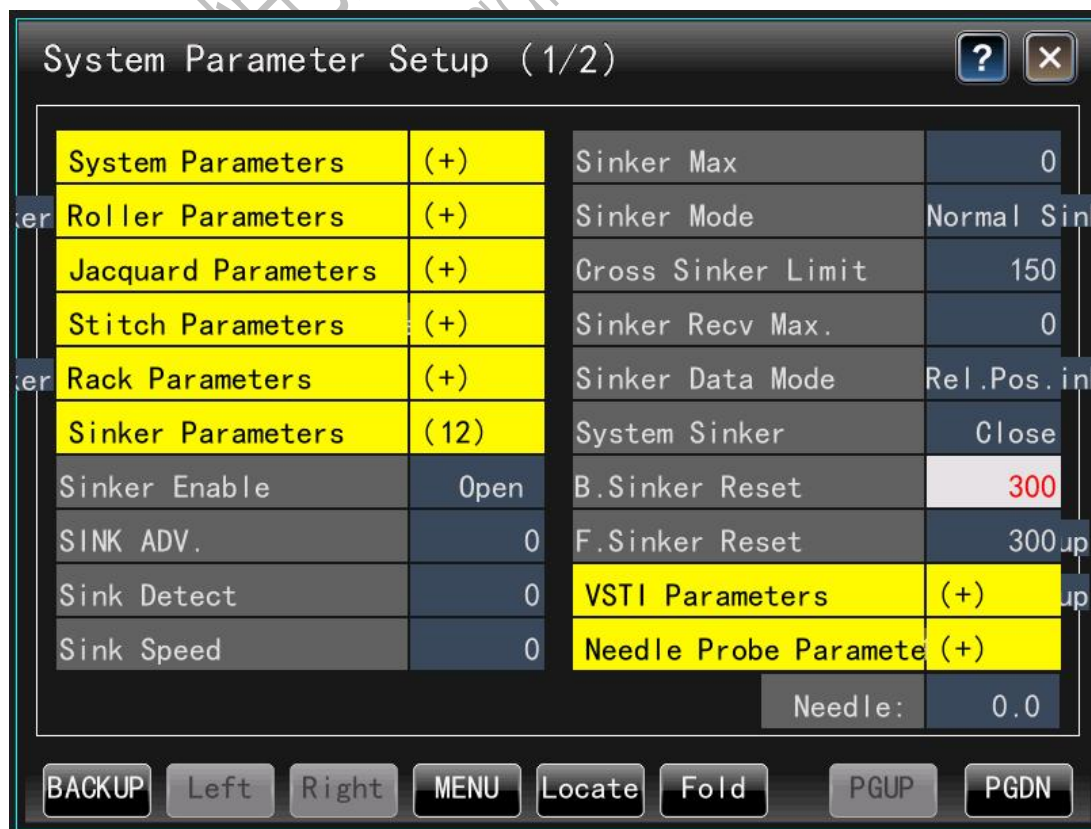 System Parameter Setup (1/2)
? ×
System Parameters (+)
Roller Parameters (+)
Jacquard Parameters (+)
Stitch Parameters (+)
Rack Parameters (+)
Sinker Parameters (12)
Sinker Enable Open
SINK ADV. 0
Sink Detect 0
Sink Speed 0
Sinker Max 0
Sinker Mode Normal Sin
Cross Sinker Limit 150
Sinker Recv Max. 0
Sinker Data Mode Rel.Pos.
System Sinker Close
B.Sinker Reset 300
F.Sinker Reset 300
VSTI Parameters (+)
Needle Probe Paramete (+)
Needle: 0.0
BACKUP Left Right MENU Locate Fold PGUP PGDN